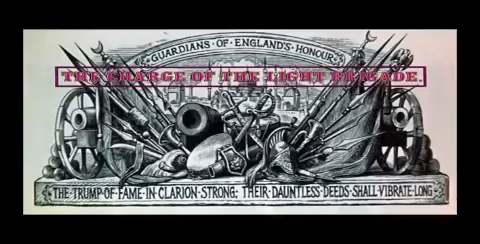 GUARDIANS · OF · ENGLAND'S · HONOUR
THE CHARGE OF THE LIGHT BRIGADE.
THE · TRUMP · OF · FAME · IN · CLARION · STRONG; THEIR · DAUNTLESS · DEEDS · SHALL · VIBRATE · LONG